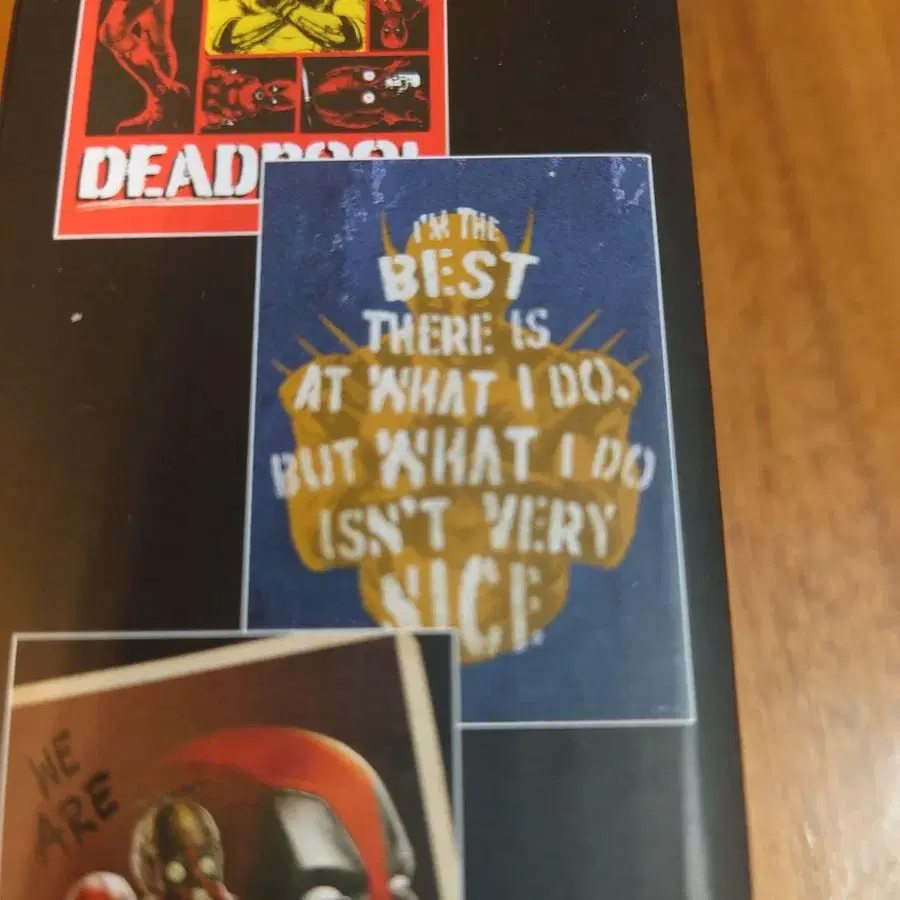 DEADPOOL
I'M THE
BEST
THERE IS
AT WHAT I DO.
BUT WHAT I DO
ISN'T VERY
NICE
WE
ARE